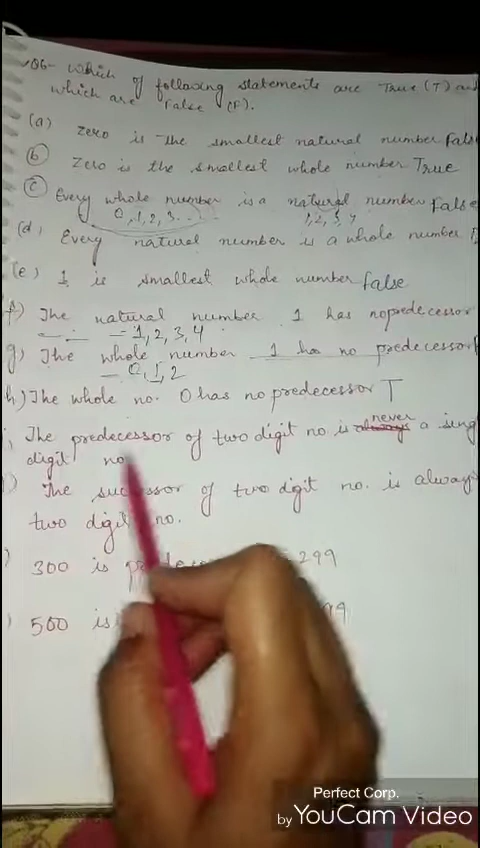 Q6- Which of following statements are True (T) and
which are False (F).
(a) Zero is the smallest natural number Fals
(b) Zero is the smallest whole number True
(c) Every whole number is a natural number False
0,1,2,3.. 1,2,3,4
(d) Every natural number is a whole number
(e) 1 is smallest whole number False
f) The natural number 1 has no predecessor
1,2,3,4
g) The whole number 1 has no predecessor
0,1,2
h) The whole no. 0 has no predecessor T
never
The predecessor of two digit no is always a sing
digit no
The successor of two digit no. is always
two digit no.
300 is 299
500 is 99
Perfect Corp.
by YouCam Video